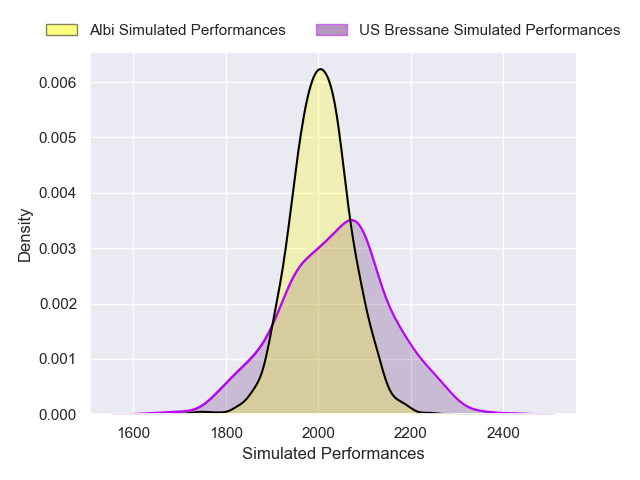 Albi Simulated Performances
US Bressane Simulated Performances
0.006
0.005
0.004
0.003
0.002
0.001
0.000
Density
1600 1800 2000 2200 2400
Simulated Performances